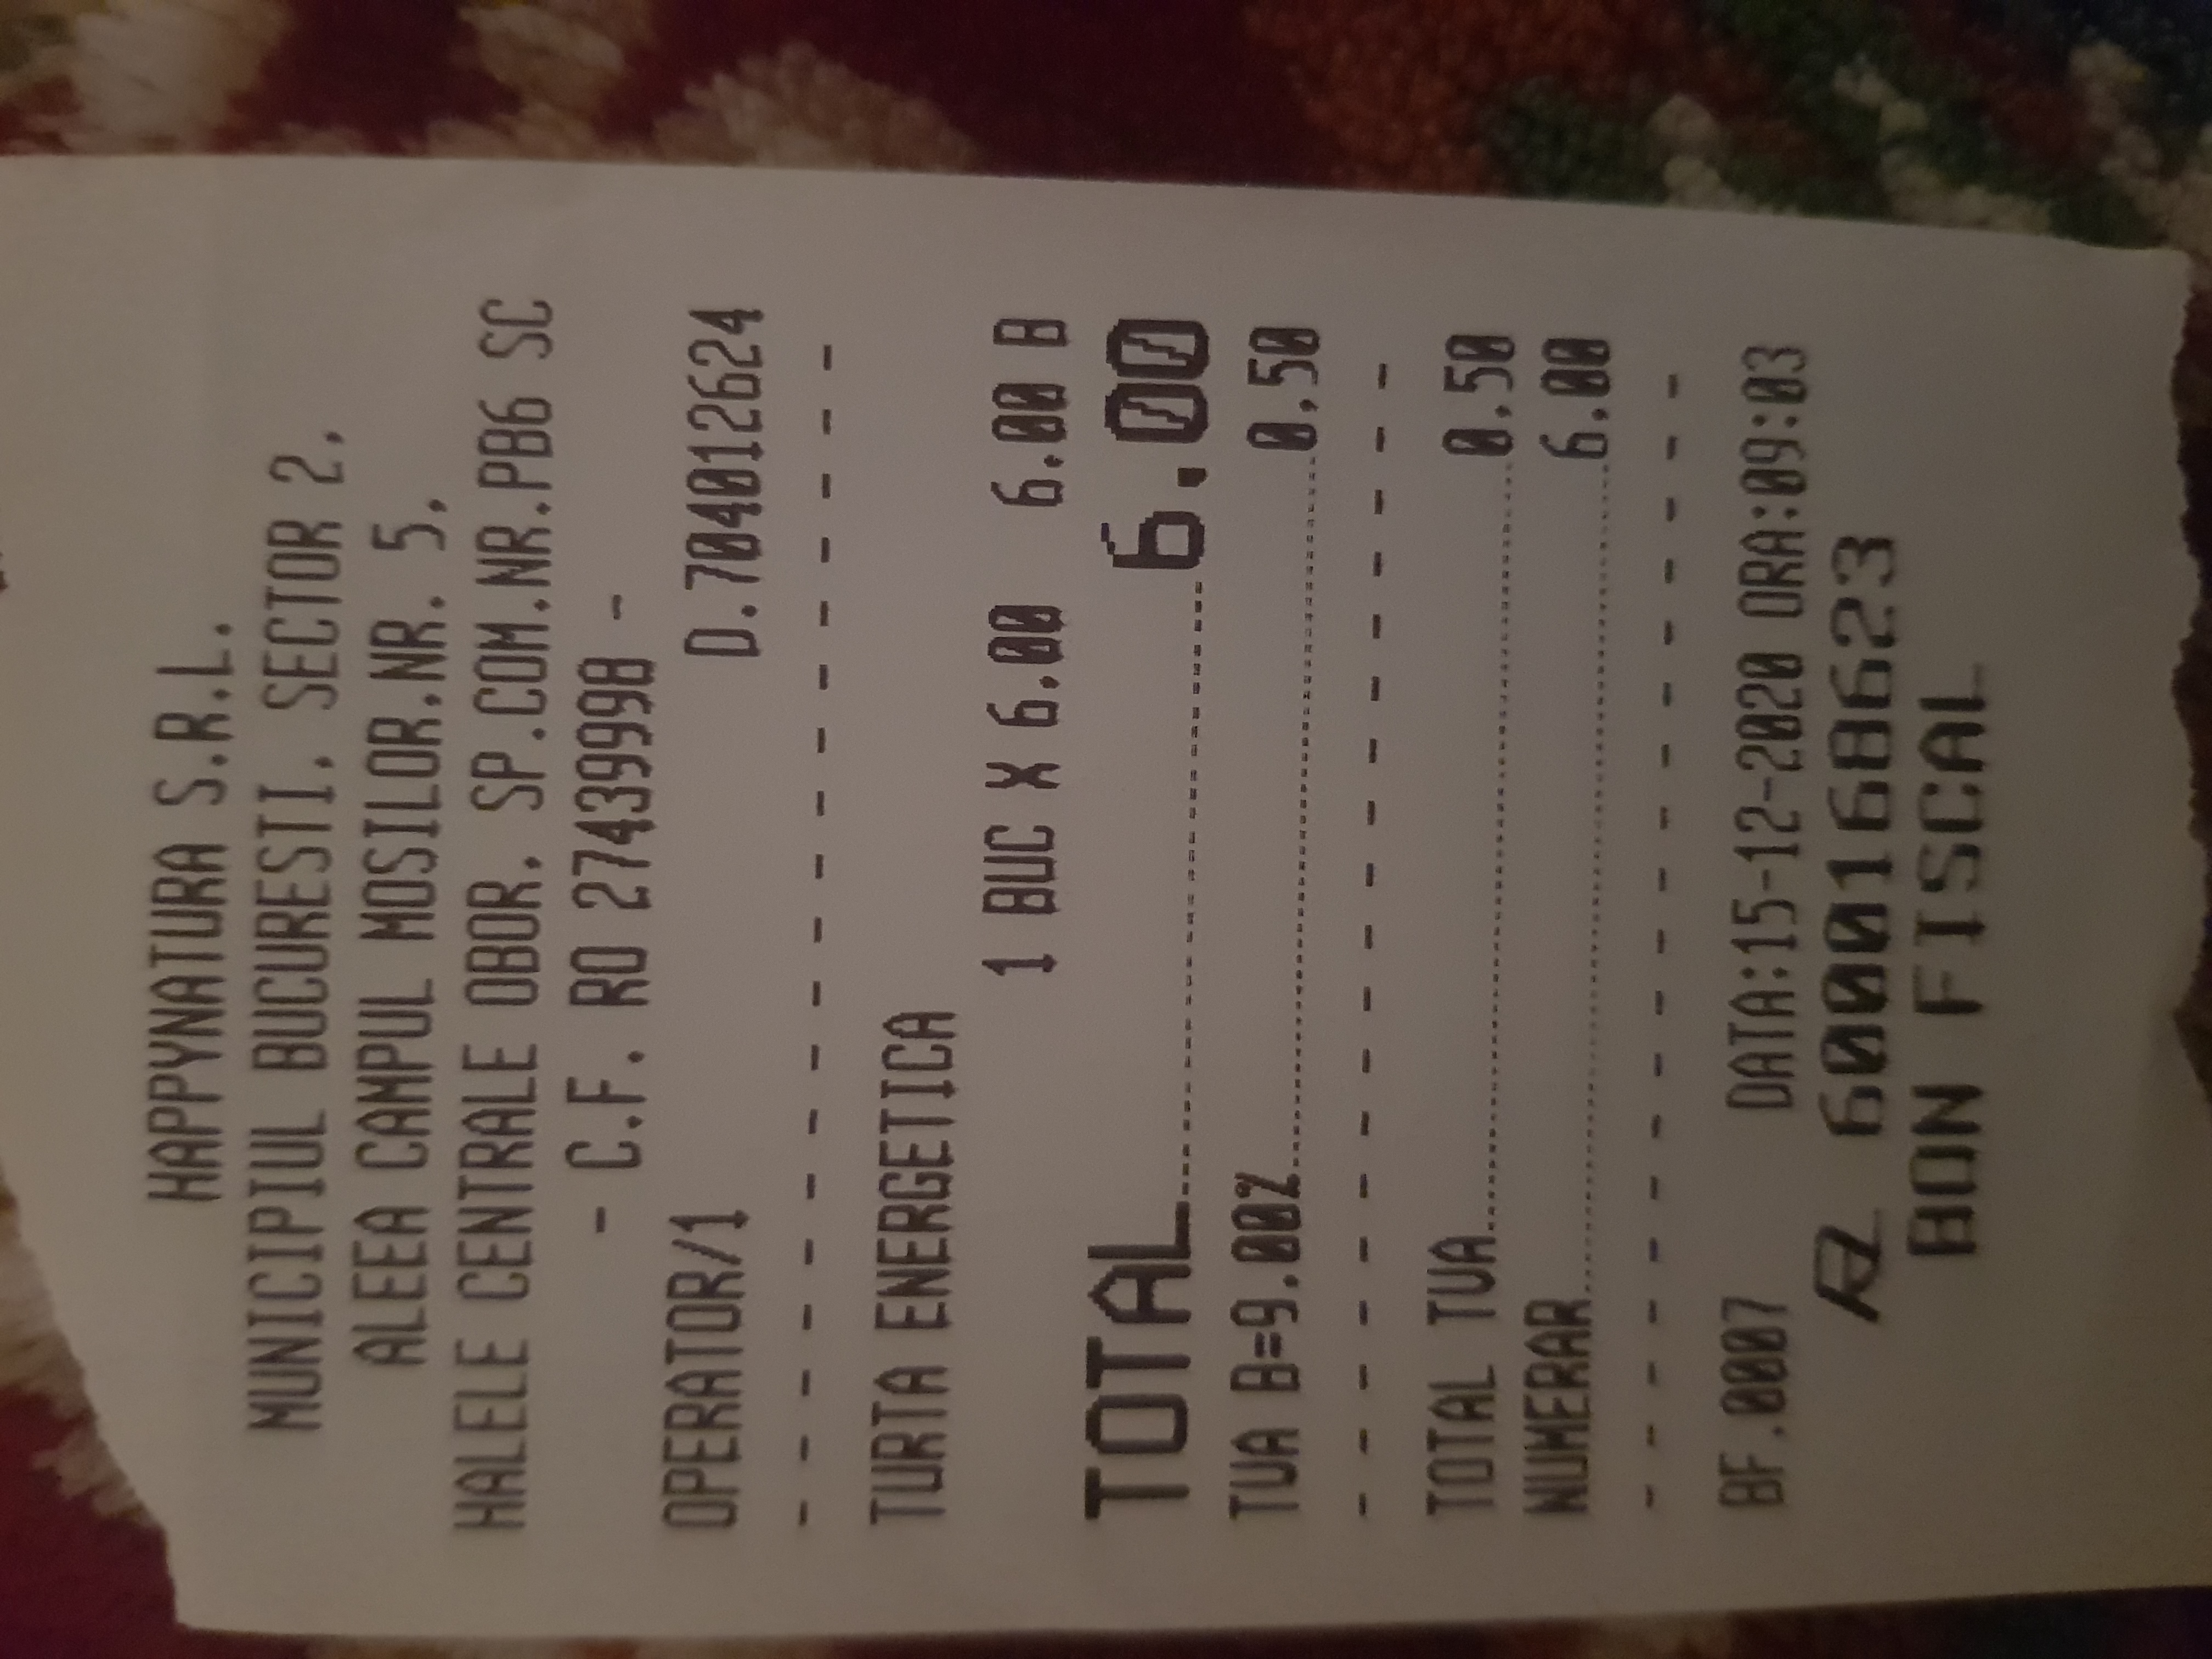 HAPPYNATURA S.R.L.
MUNICIPIUL BUCURESTI, SECTOR 2,
ALEEA CAMPUL MOSILOR,NR. 5,
HALELE CENTRALE OBOR, SP.COM.NR.PB6 SC
- C.F. RO 27439998 -
OPERATOR/1 D.704012624
TURTA ENERGETICA
1 BUC X 6.00 6.00 B
TOTAL 6.00
TVA B=9.00% 0.50
TOTAL TVA 0.50
NUMERAR 6.00
BF.0007 DATA:15-12-2020 ORA:09:03
6000168623
BON FISCAL